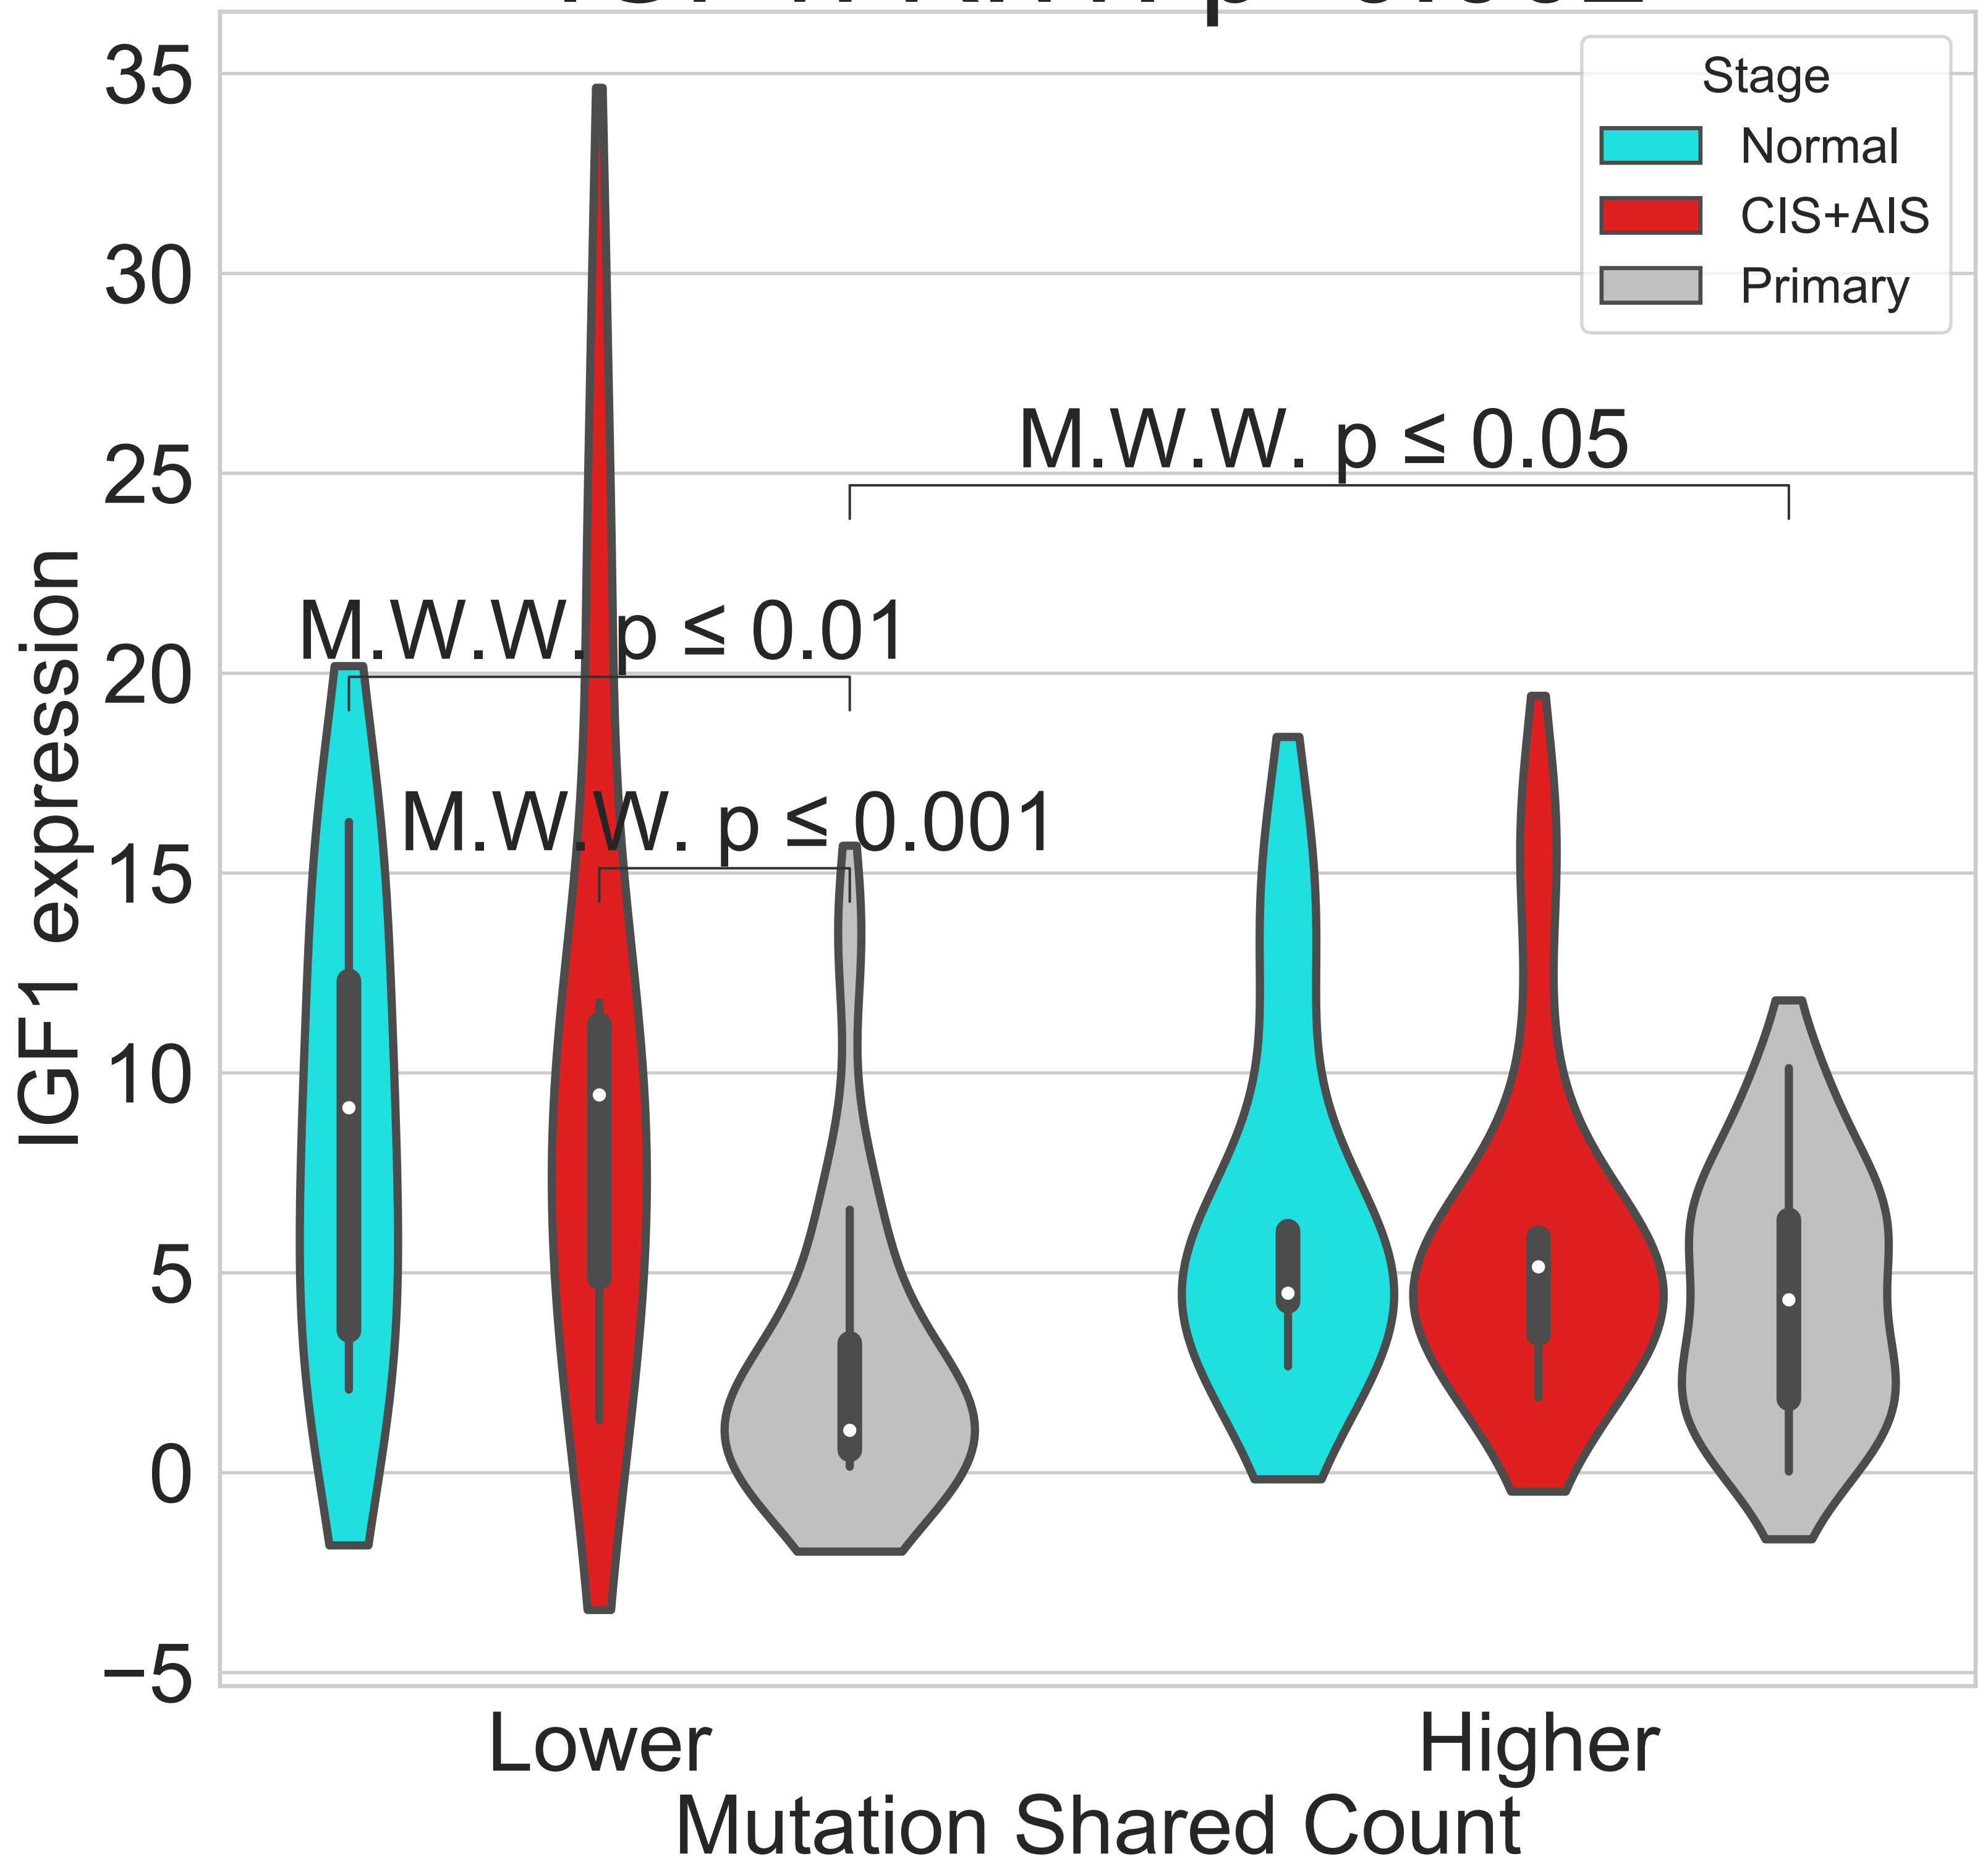 35
30
25
20
15
10
5
0
−5
IGF1 expression
Stage
Normal
CIS+AIS
Primary
M.W.W. p ≤ 0.05
M.W.W. p ≤ 0.01
M.W.W. p ≤ 0.001
Lower
Higher
Mutation Shared Count